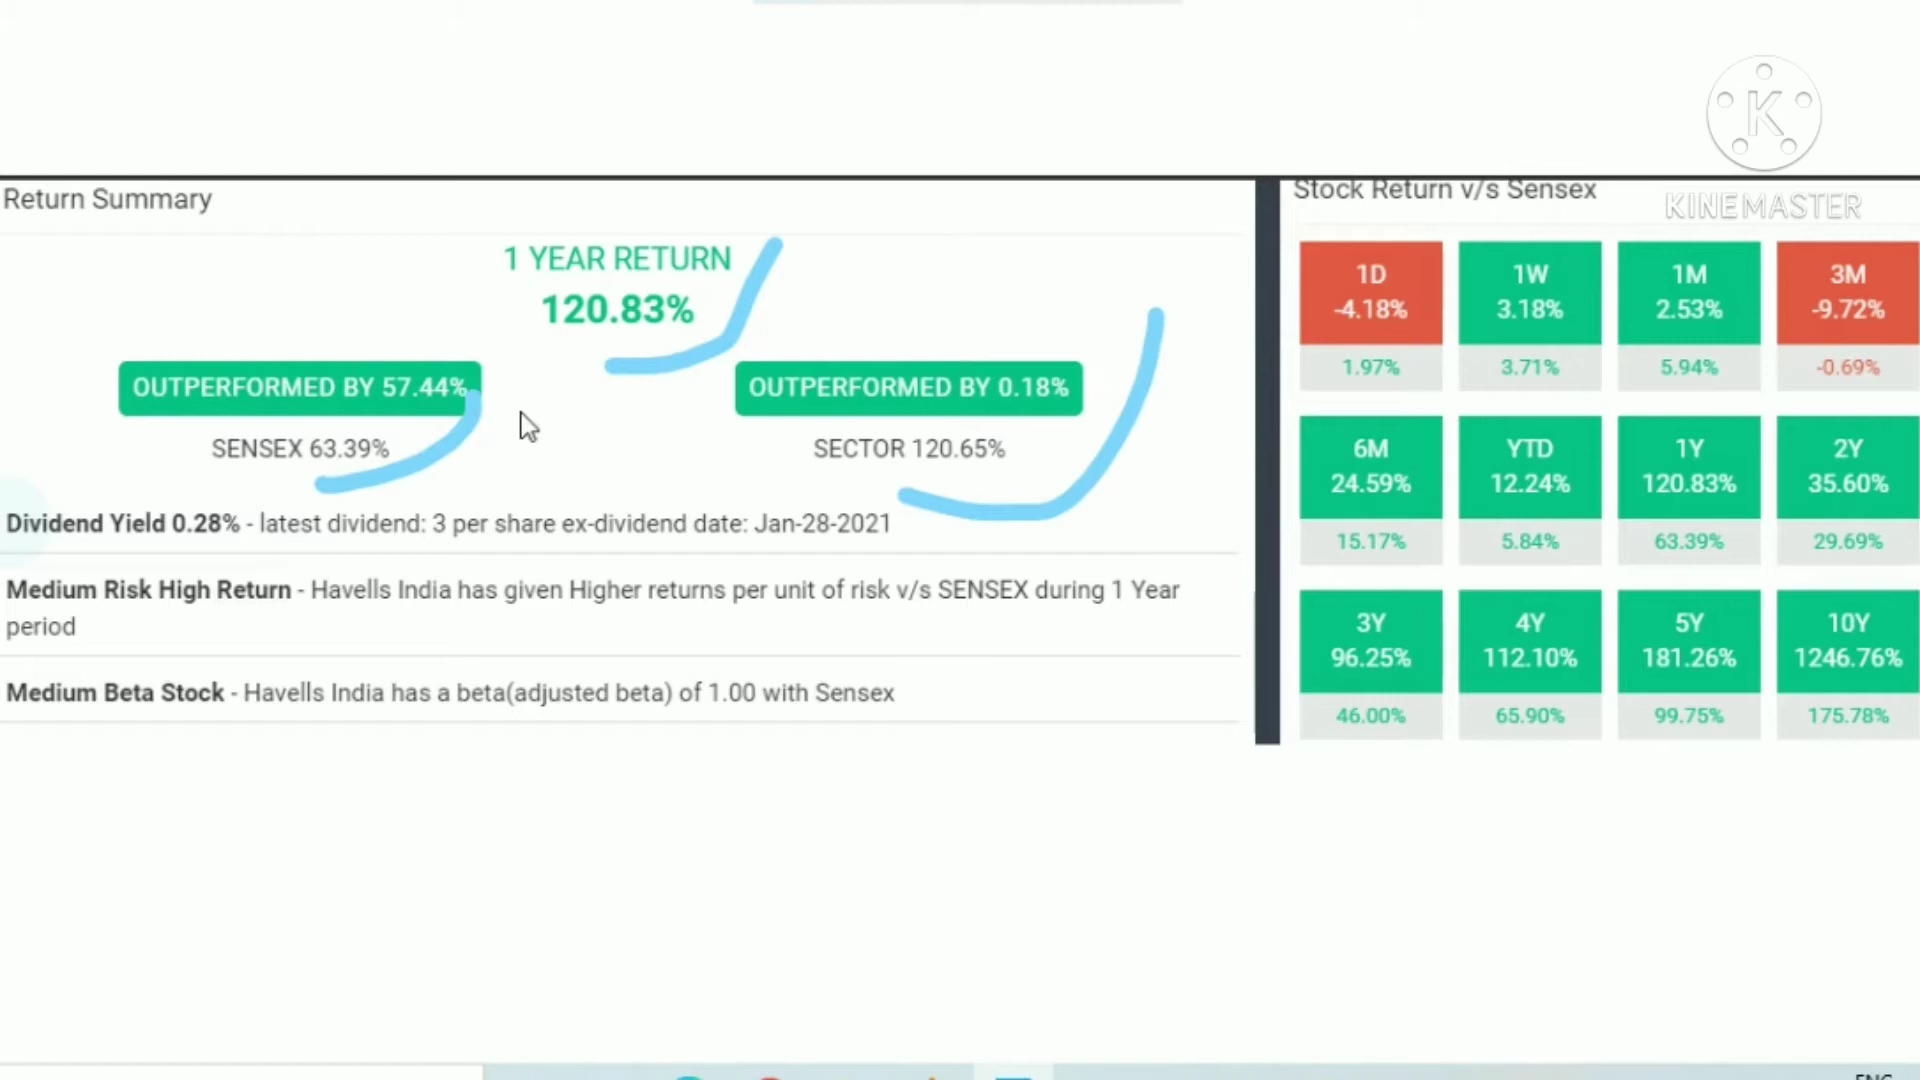 K
KINEMASTER
Return Summary
1 YEAR RETURN
120.83%
OUTPERFORMED BY 57.44%
SENSEX 63.39%
OUTPERFORMED BY 0.18%
SECTOR 120.65%
Dividend Yield 0.28% - latest dividend: 3 per share ex-dividend date: Jan-28-2021
Medium Risk High Return - Havells India has given Higher returns per unit of risk v/s SENSEX during 1 Year
period
Medium Beta Stock - Havells India has a beta(adjusted beta) of 1.00 with Sensex
Stock Return v/s Sensex
1D 1W 1M 3M
-4.18% 3.18% 2.53% -9.72%
1.97% 3.71% 5.94% -0.69%
6M YTD 1Y 2Y
24.59% 12.24% 120.83% 35.60%
15.17% 5.84% 63.39% 29.69%
3Y 4Y 5Y 10Y
96.25% 112.10% 181.26% 1246.76%
46.00% 65.90% 99.75% 175.78%
ENG